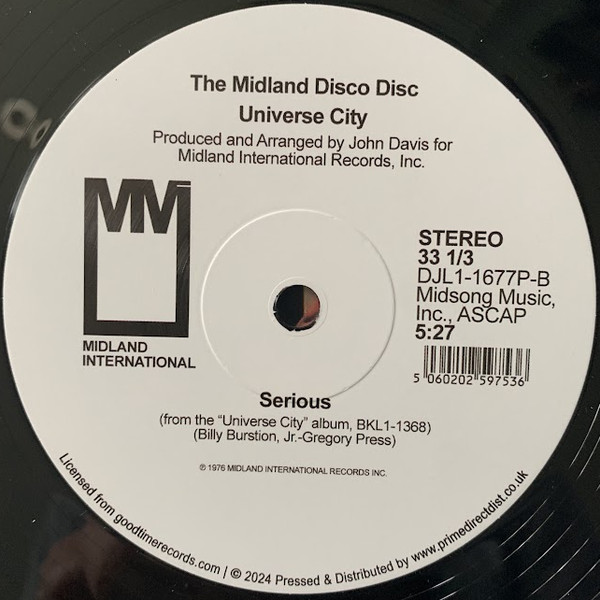 The Midland Disco Disc
Universe City
Produced and Arranged by John Davis for
Midland International Records, Inc.
MM
MIDLAND
INTERNATIONAL
STEREO
33 1/3
DJL1-1677P-B
Midsong Music,
Inc., ASCAP
5:27
5 060202 597536
Serious
(from the “Universe City” album, BKL1-1368)
(Billy Burstion, Jr.-Gregory Press)
℗ 1976 MIDLAND INTERNATIONAL RECORDS INC.
Licensed from goodtimerecords.com | © 2024 Pressed & Distributed by www.primedirectdist.co.uk